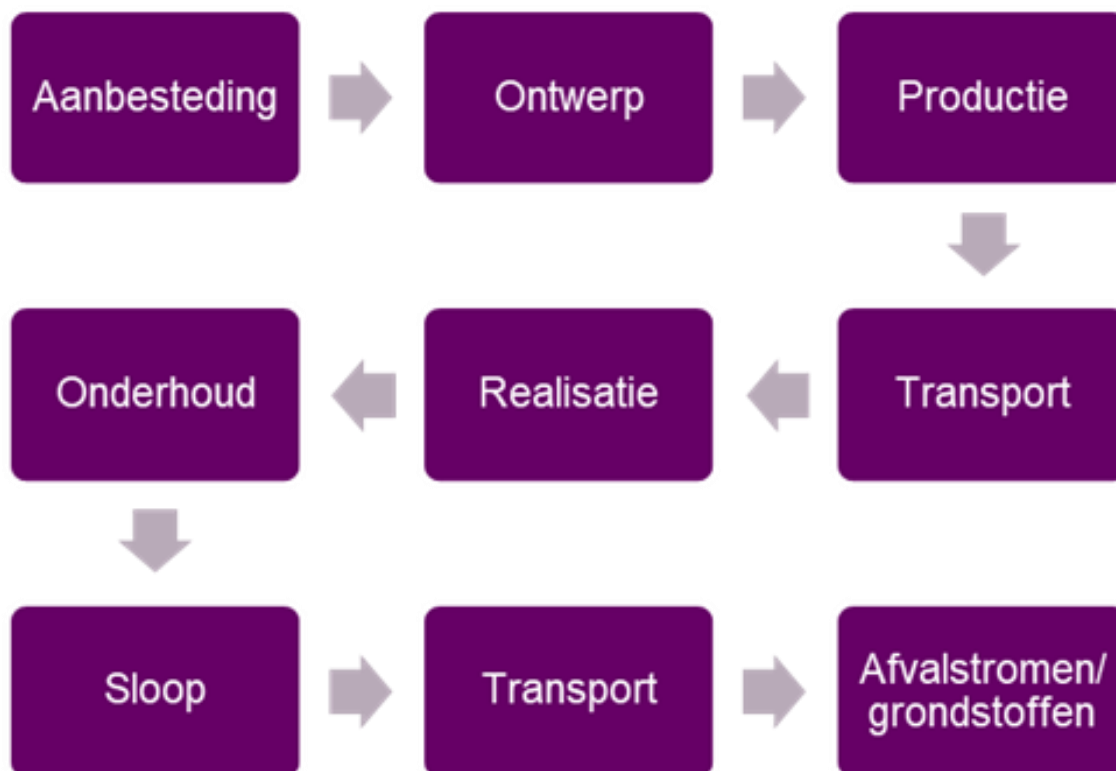 Aanbesteding
Ontwerp
Productie
Transport
Realisatie
Onderhoud
Sloop
Transport
Afvalstromen/
grondstoffen